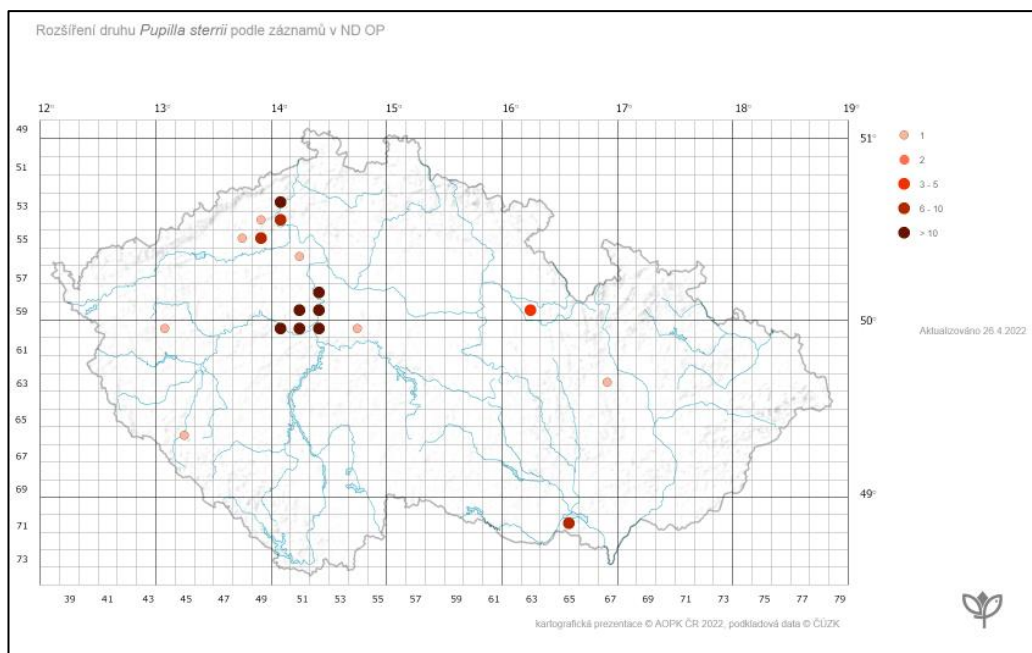 Rozšíření druhu Pupilla sterrii podle záznamů v ND OP
12° 13° 14° 15° 16° 17° 18° 19°
49 51°
51
53
55
57
59 50°
61
63
65
67
69 49°
71
73
39 41 43 45 47 49 51 53 55 57 59 61 63 65 67 69 71 73 75 77 79
1
2
3 - 5
6 - 10
> 10
Aktualizováno 26.4.2022
kartografická prezentace © AOPK ČR 2022, podkladová data © ČÚZK